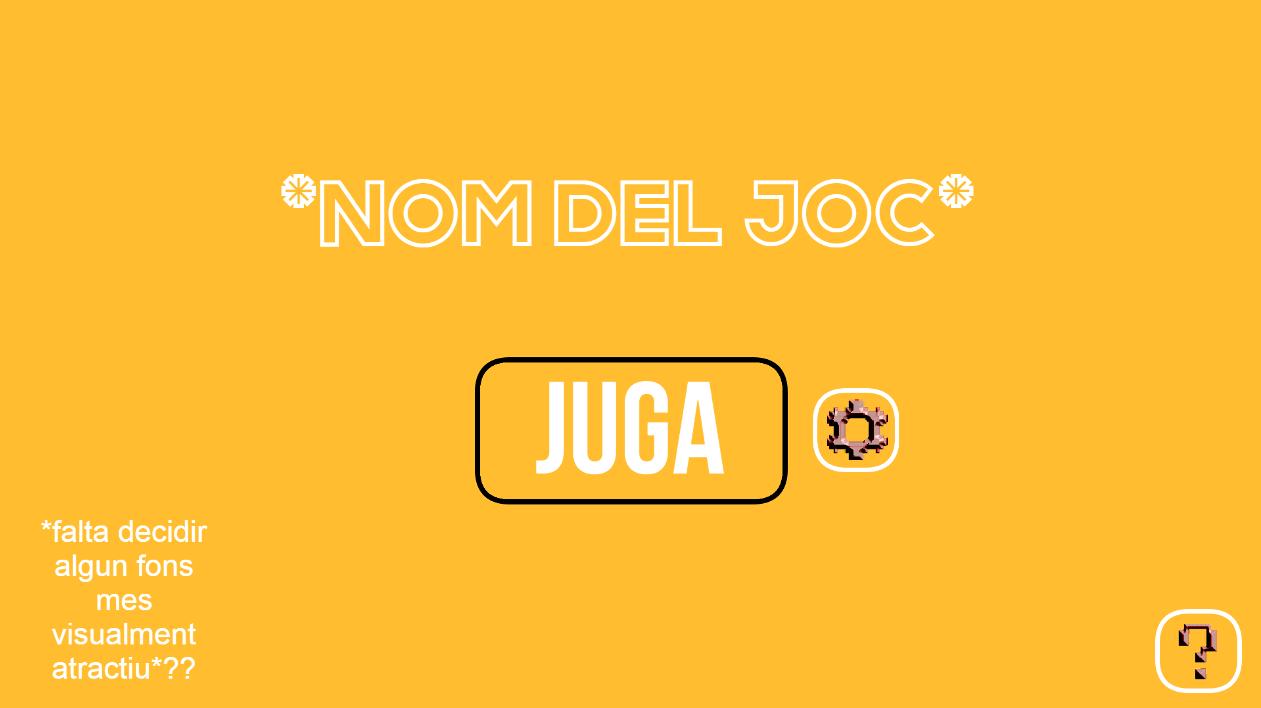 *NOM DEL JOC*
JUGA
*falta decidir
algun fons
mes
visualment
atractiu*??
?